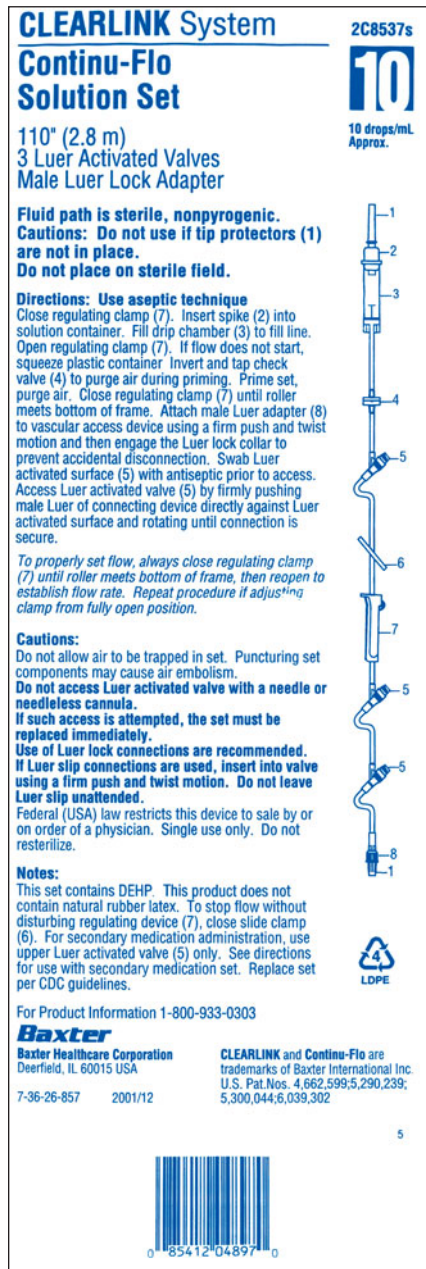 CLEARLINK System
2C8537s
Continu-Flo
Solution Set
10
10 drops/mL
Approx.
110" (2.8 m)
3 Luer Activated Valves
Male Luer Lock Adapter
Fluid path is sterile, nonpyrogenic.
Cautions: Do not use if tip protectors (1)
are not in place.
Do not place on sterile field.
Directions: Use aseptic technique
Close regulating clamp (7). Insert spike (2) into
solution container. Fill drip chamber (3) to fill line.
Open regulating clamp (7). If flow does not start,
squeeze plastic container Invert and tap check
valve (4) to purge air during priming. Prime set,
purge air. Close regulating clamp (7) until roller
meets bottom of frame. Attach male Luer adapter (8)
to vascular access device using a firm push and twist
motion and then engage the Luer lock collar to
prevent accidental disconnection. Swab Luer
activated surface (5) with antiseptic prior to access.
Access Luer activated valve (5) by firmly pushing
male Luer of connecting device directly against Luer
activated surface and rotating until connection is
secure.
To properly set flow, always close regulating clamp
(7) until roller meets bottom of frame, then reopen to
establish flow rate. Repeat procedure if adjusting
clamp from fully open position.
Cautions:
Do not allow air to be trapped in set. Puncturing set
components may cause air embolism.
Do not access Luer activated valve with a needle or
needleless cannula.
If such access is attempted, the set must be
replaced immediately.
Use of Luer lock connections are recommended.
If Luer slip connections are used, insert into valve
using a firm push and twist motion. Do not leave
Luer slip unattended.
Federal (USA) law restricts this device to sale by or
on order of a physician. Single use only. Do not
resterilize.
Notes:
This set contains DEHP. This product does not
contain natural rubber latex. To stop flow without
disturbing regulating device (7), close slide clamp
(6). For secondary medication administration, use
upper Luer activated valve (5) only. See directions
for use with secondary medication set. Replace set
per CDC guidelines.
1
2
3
4
5
6
7
5
5
8
1
4
LDPE
For Product Information 1-800-933-0303
Baxter
Baxter Healthcare Corporation
Deerfield, IL 60015 USA
7-36-26-857 2001/12
CLEARLINK and Continu-Flo are
trademarks of Baxter International Inc.
U.S. Pat.Nos. 4,662,599;5,290,239;
5,300,044;6,039,302
5
0 85412 04897 0